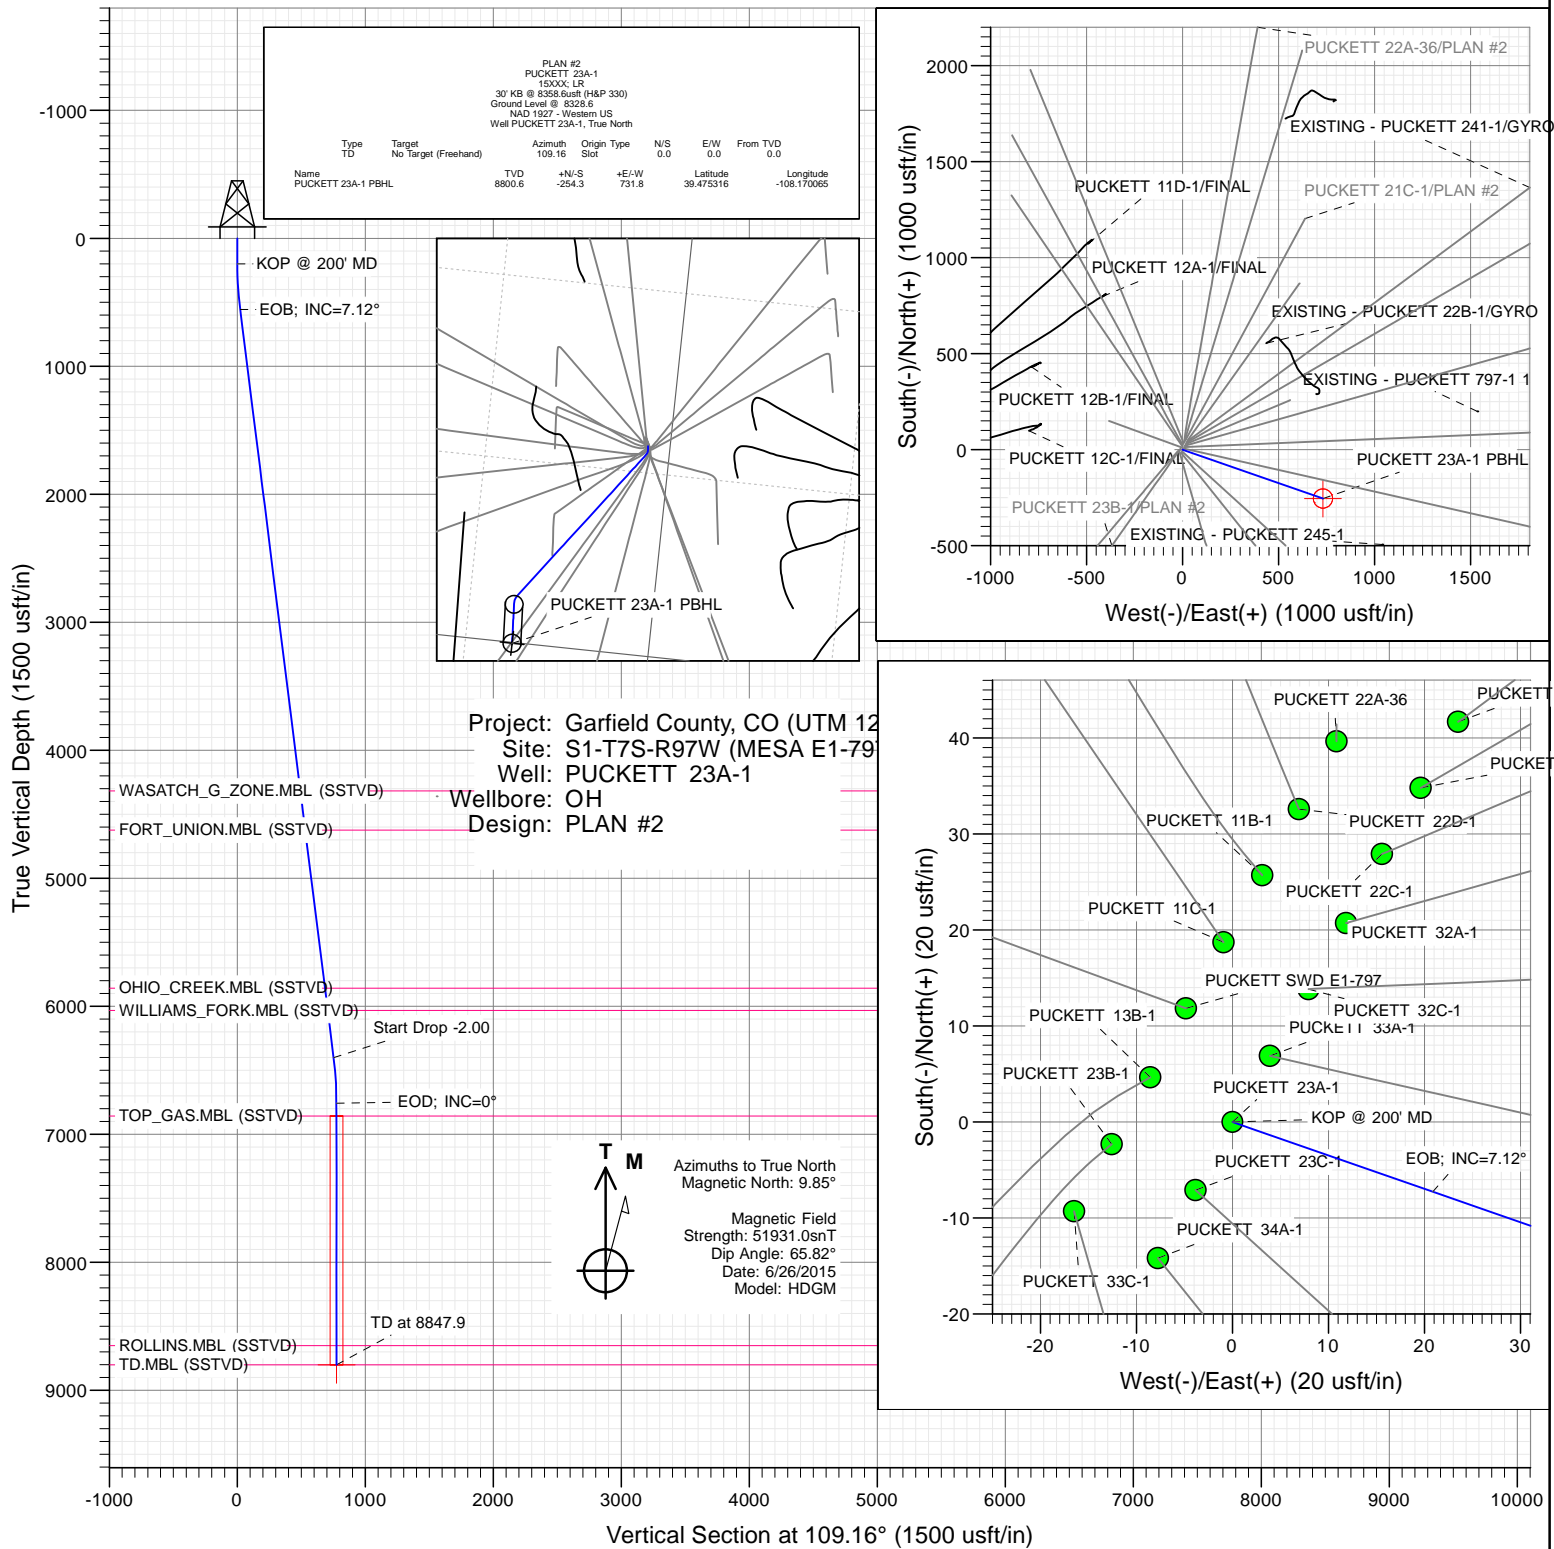 PLAN #2
PUCKETT 23A-1
15XXX; LR
30' KB @ 8358.6usft (H&P 330)
Ground Level @ 8328.6
NAD 1927 - Western US
Well PUCKETT 23A-1, True North
Type Target Azimuth Origin Type N/S E/W From TVD
TD No Target (Freehand) 109.16 Slot 0.0 0.0 0.0
Name TVD +N/-S +E/-W Latitude Longitude
PUCKETT 23A-1 PBHL 8800.6 -254.3 731.8 39.475316 -108.170065
True Vertical Depth (1500 usft/in)
-1000
0
1000
2000
3000
4000
5000
6000
7000
8000
9000
KOP @ 200' MD
EOB; INC=7.12°
PUCKETT 23A-1 PBHL
Project: Garfield County, CO (UTM 12
Site: S1-T7S-R97W (MESA E1-797
Well: PUCKETT 23A-1
Wellbore: OH
Design: PLAN #2
WASATCH_G_ZONE.MBL (SSTVD)
FORT_UNION.MBL (SSTVD)
OHIO_CREEK.MBL (SSTVD)
WILLIAMS_FORK.MBL (SSTVD)
Start Drop -2.00
EOD; INC=0°
TOP_GAS.MBL (SSTVD)
T M
Azimuths to True North
Magnetic North: 9.85°
Magnetic Field
Strength: 51931.0snT
Dip Angle: 65.82°
Date: 6/26/2015
Model: HDGM
TD at 8847.9
ROLLINS.MBL (SSTVD)
TD.MBL (SSTVD)
-1000 0 1000 2000 3000 4000 5000 6000 7000 8000 9000 10000
Vertical Section at 109.16° (1500 usft/in)
South(-)/North(+) (1000 usft/in)
2000
1500
1000
500
0
-500
PUCKETT 22A-36/PLAN #2
EXISTING - PUCKETT 241-1/GYRO
PUCKETT 11D-1/FINAL
PUCKETT 21C-1/PLAN #2
PUCKETT 12A-1/FINAL
EXISTING - PUCKETT 22B-1/GYRO
EXISTING - PUCKETT 797-1 1
PUCKETT 12B-1/FINAL
PUCKETT 12C-1/FINAL
PUCKETT 23A-1 PBHL
PUCKETT 23B-1/PLAN #2
EXISTING - PUCKETT 245-1
-1000 -500 0 500 1000 1500
West(-)/East(+) (1000 usft/in)
South(-)/North(+) (20 usft/in)
40
30
20
10
0
-10
-20
PUCKETT 22A-36
PUCKETT
PUCKETT
PUCKETT 11B-1
PUCKETT 22D-1
PUCKETT 22C-1
PUCKETT 11C-1
PUCKETT 32A-1
PUCKETT SWD E1-797
PUCKETT 32C-1
PUCKETT 13B-1
PUCKETT 33A-1
PUCKETT 23B-1
PUCKETT 23A-1
KOP @ 200' MD
PUCKETT 23C-1
EOB; INC=7.12°
PUCKETT 34A-1
PUCKETT 33C-1
-20 -10 0 10 20 30
West(-)/East(+) (20 usft/in)